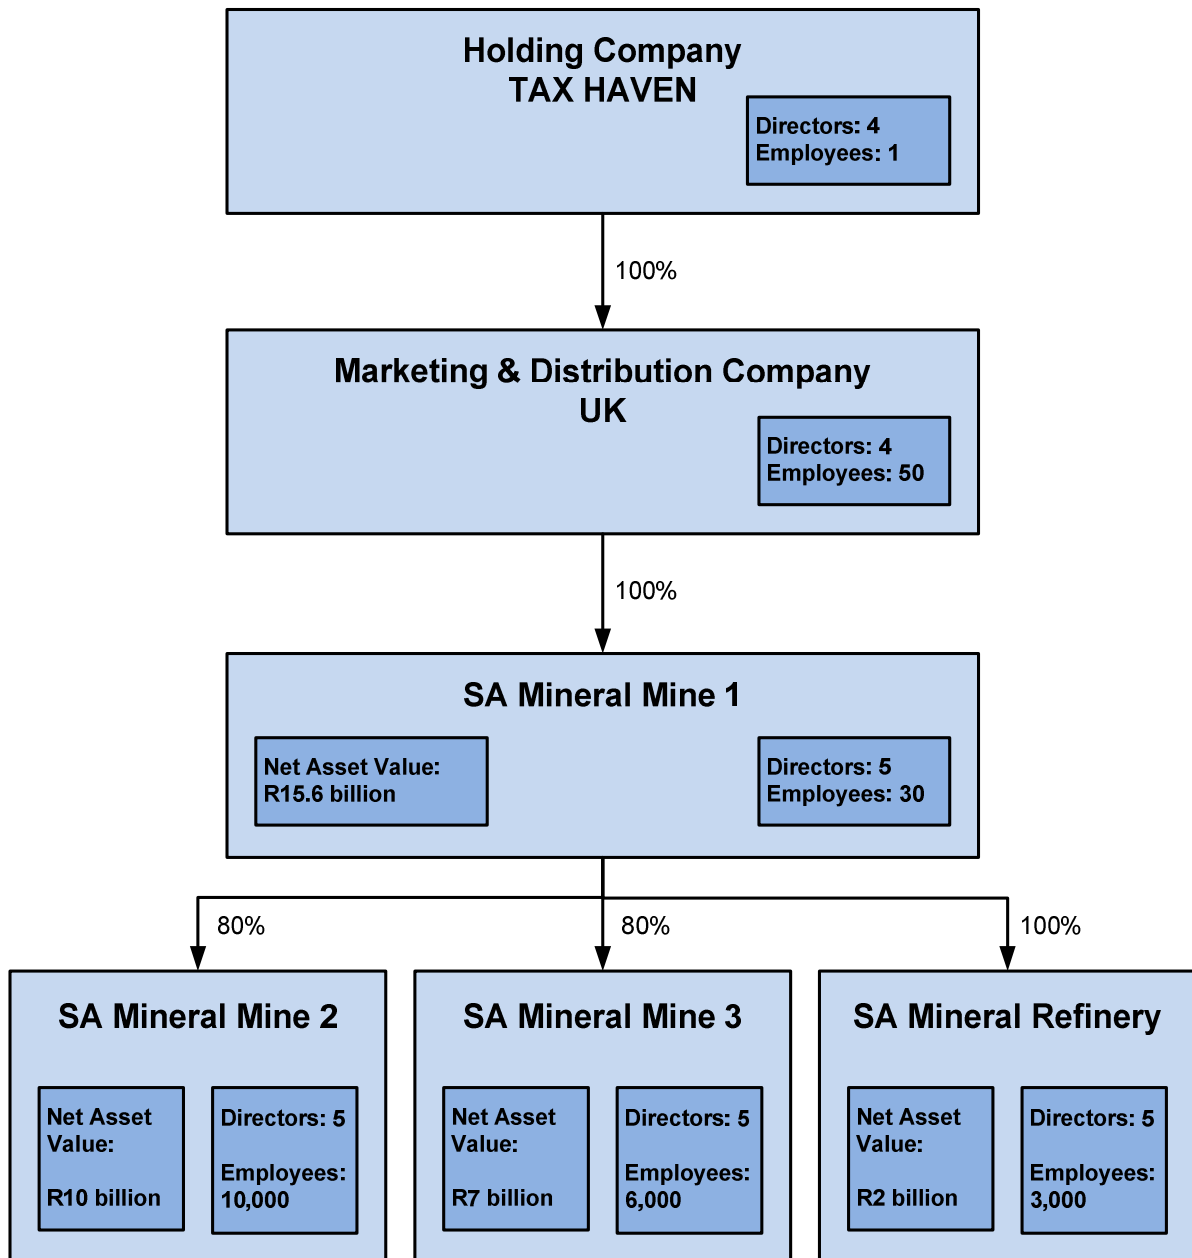 Holding Company
TAX HAVEN
Directors: 4
Employees: 1
100%
Marketing & Distribution Company
UK
Directors: 4
Employees: 50
100%
SA Mineral Mine 1
Net Asset Value:
R15.6 billion
Directors: 5
Employees: 30
80%
80%
100%
SA Mineral Mine 2
Net Asset
Value:
R10 billion
Directors: 5
Employees:
10,000
SA Mineral Mine 3
Net Asset
Value:
R7 billion
Directors: 5
Employees:
6,000
SA Mineral Refinery
Net Asset
Value:
R2 billion
Directors: 5
Employees:
3,000